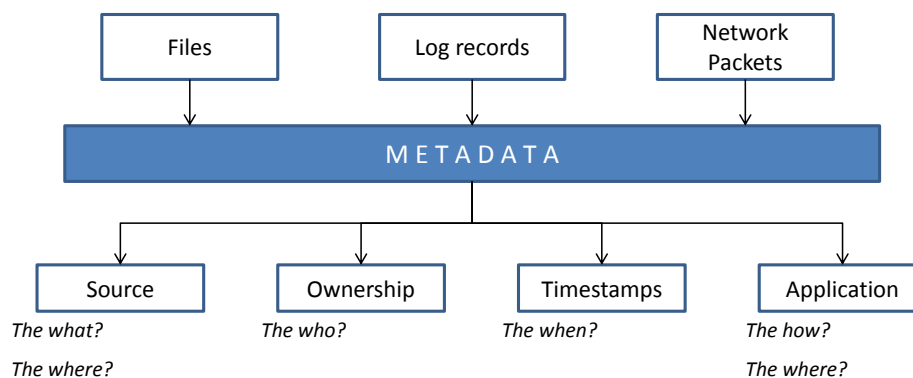 Files
Log records
Network
Packets
M E T A D A T A
Source
Ownership
Timestamps
Application
The what?
The who?
The when?
The how?
The where?
The where?